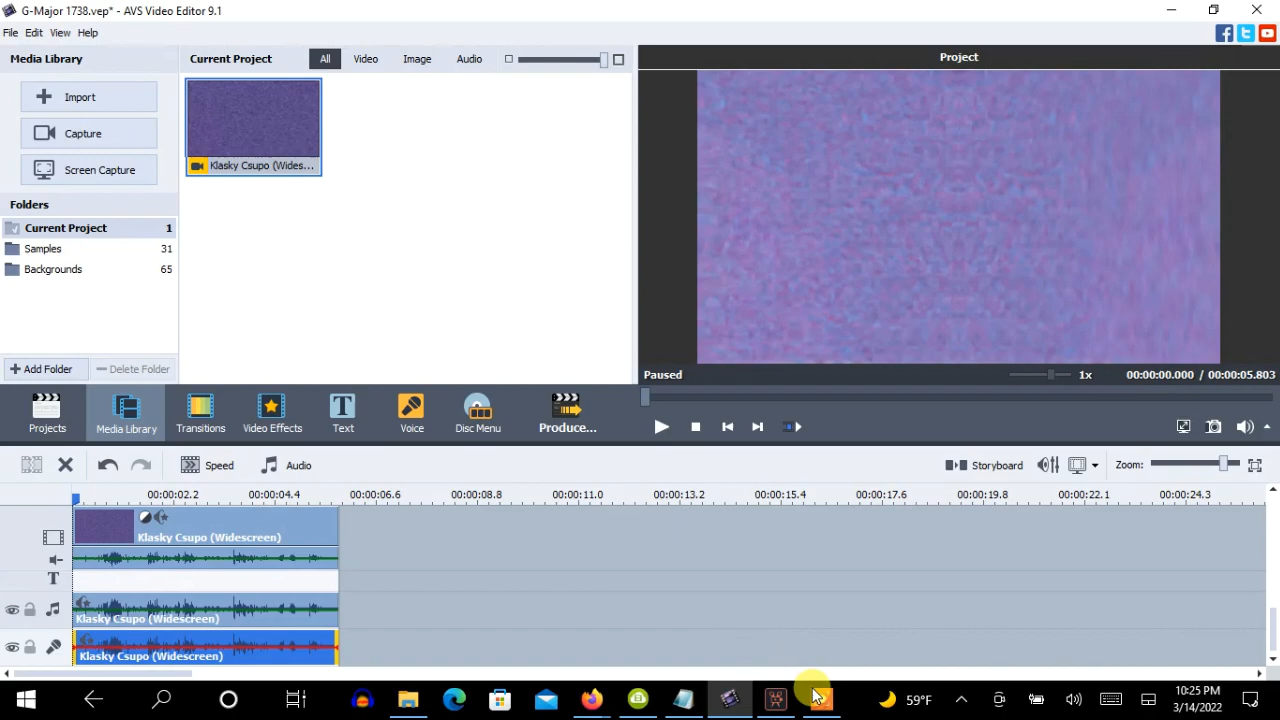 G-Major 1738.vep* - AVS Video Editor 9.1
File Edit View Help
Media Library
Current Project
All
Video
Image
Audio
Project
Import
Capture
Screen Capture
Klasky Csupo (Wides...
Folders
Current Project 1
Samples 31
Backgrounds 65
Add Folder
Delete Folder
Paused
1x
00:00:00.000 / 00:00:05.803
Projects
Media Library
Transitions
Video Effects
Text
Voice
Disc Menu
Produce...
Speed
Audio
Storyboard
Zoom:
00:00:02.2 00:00:04.4 00:00:06.6 00:00:08.8 00:00:11.0 00:00:13.2 00:00:15.4 00:00:17.6 00:00:19.8 00:00:22.1 00:00:24.3
Klasky Csupo (Widescreen)
T
Klasky Csupo (Widescreen)
Klasky Csupo (Widescreen)
59°F
10:25 PM
3/14/2022